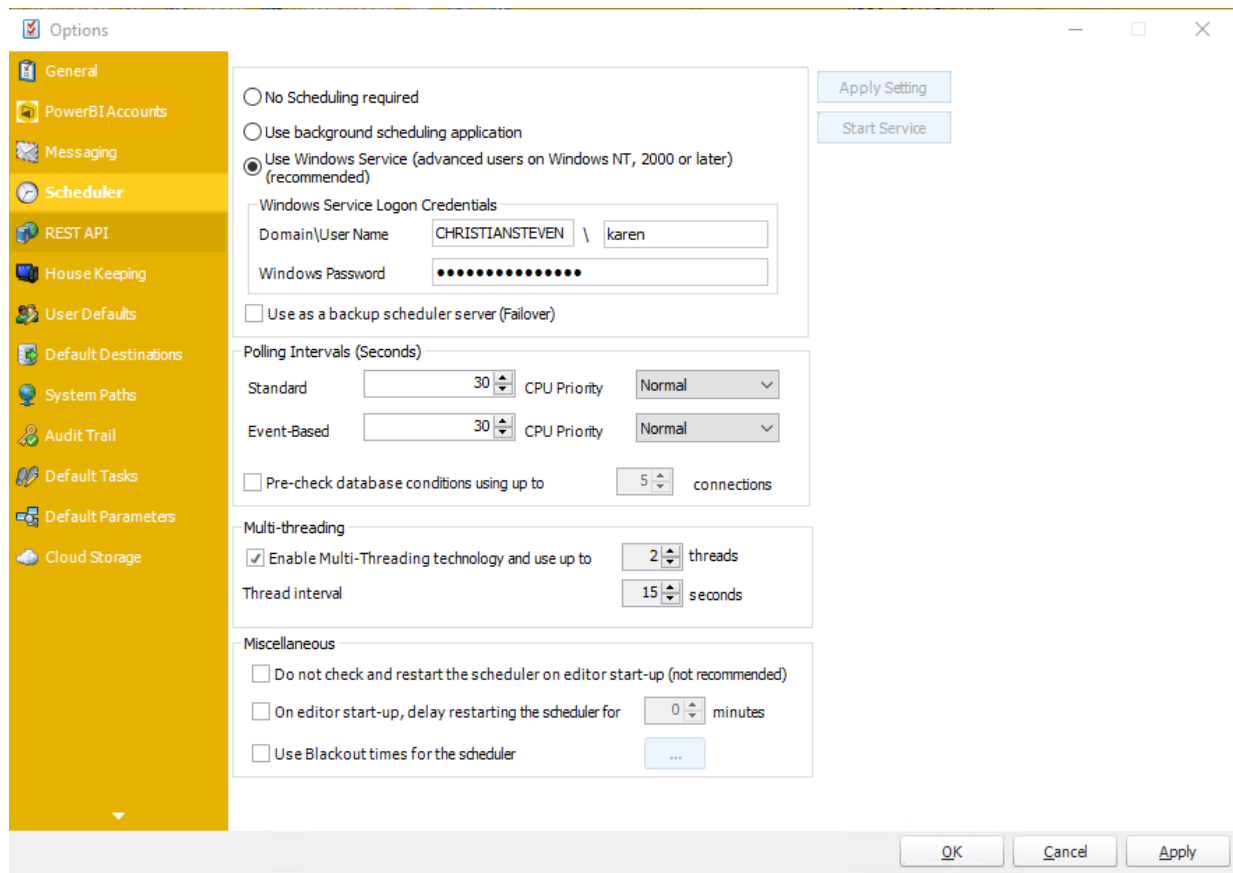 Options
General
PowerBI Accounts
Messaging
Scheduler
REST API
House Keeping
User Defaults
Default Destinations
System Paths
Audit Trail
Default Tasks
Default Parameters
Cloud Storage
No Scheduling required
Use background scheduling application
Use Windows Service (advanced users on Windows NT, 2000 or later)
(recommended)
Windows Service Logon Credentials
Domain\User Name CHRISTIANSTEVEN \ karen
Windows Password •••••••••••••••
Use as a backup scheduler server (Failover)
Apply Setting
Start Service
Polling Intervals (Seconds)
Standard 30 CPU Priority Normal
Event-Based 30 CPU Priority Normal
Pre-check database conditions using up to 5 connections
Multi-threading
Enable Multi-Threading technology and use up to 2 threads
Thread interval 15 seconds
Miscellaneous
Do not check and restart the scheduler on editor start-up (not recommended)
On editor start-up, delay restarting the scheduler for 0 minutes
Use Blackout times for the scheduler ...
OK Cancel Apply